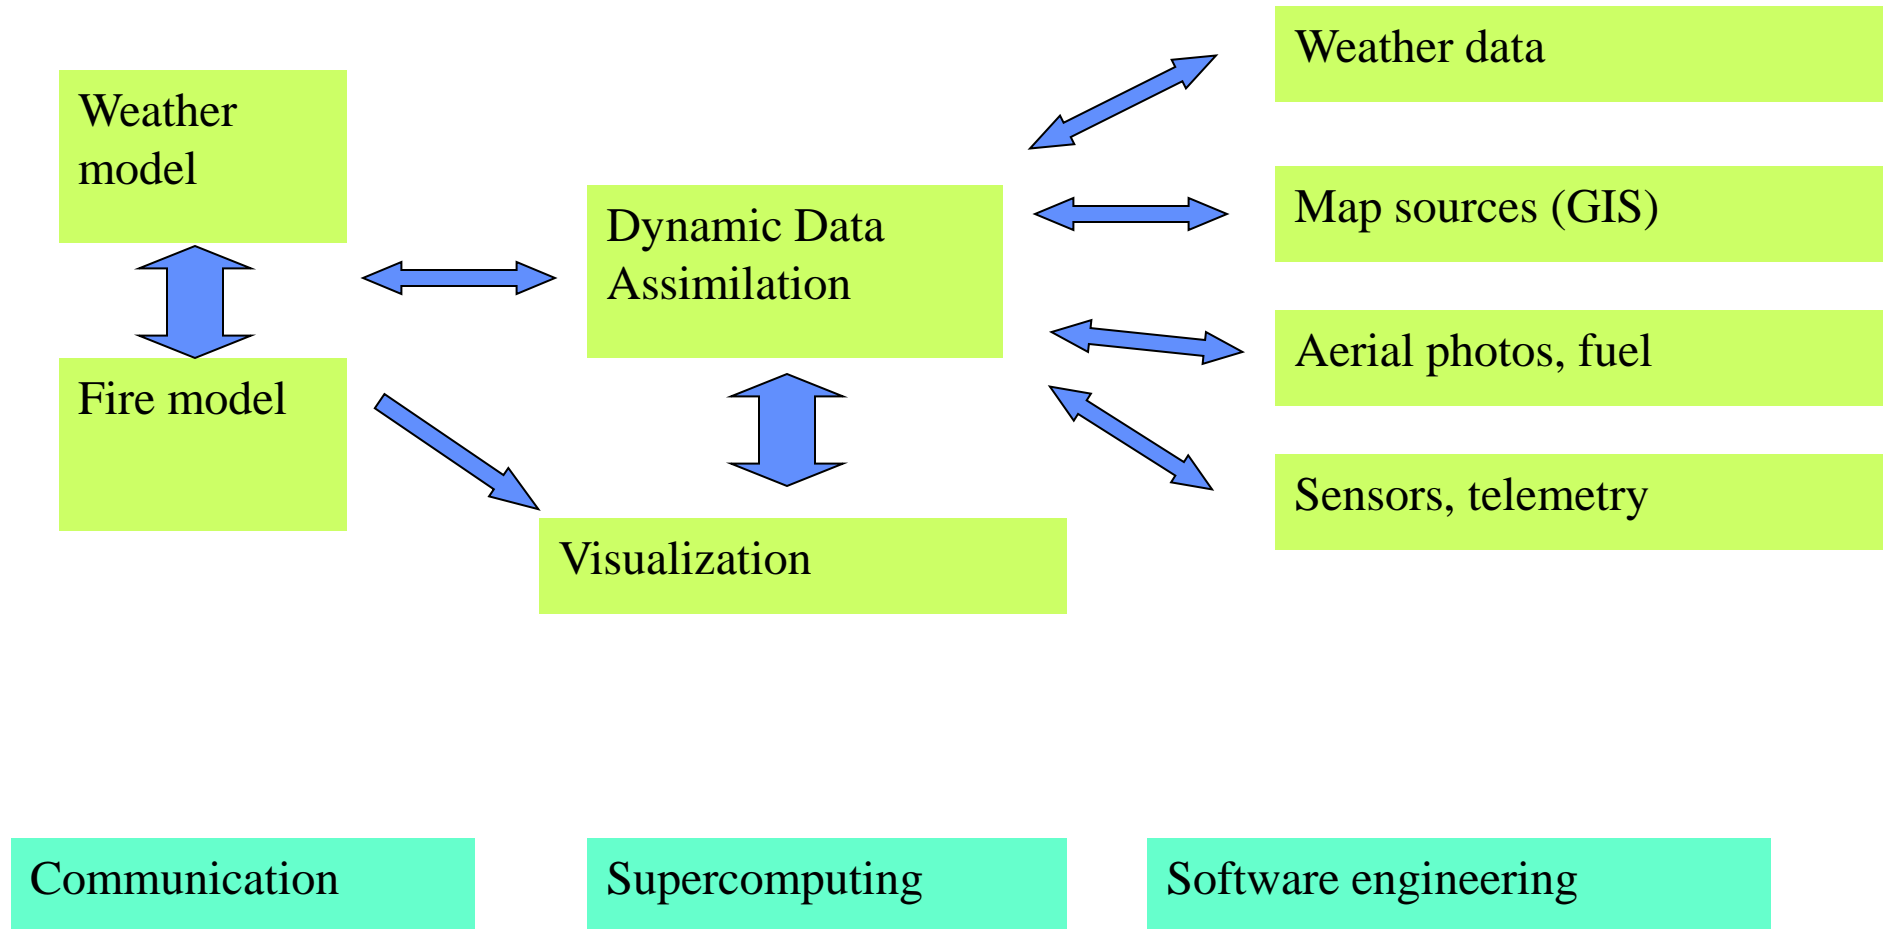 Weather
model
Fire model
Dynamic Data
Assimilation
Visualization
Weather data
Map sources (GIS)
Aerial photos, fuel
Sensors, telemetry
Communication
Supercomputing
Software engineering